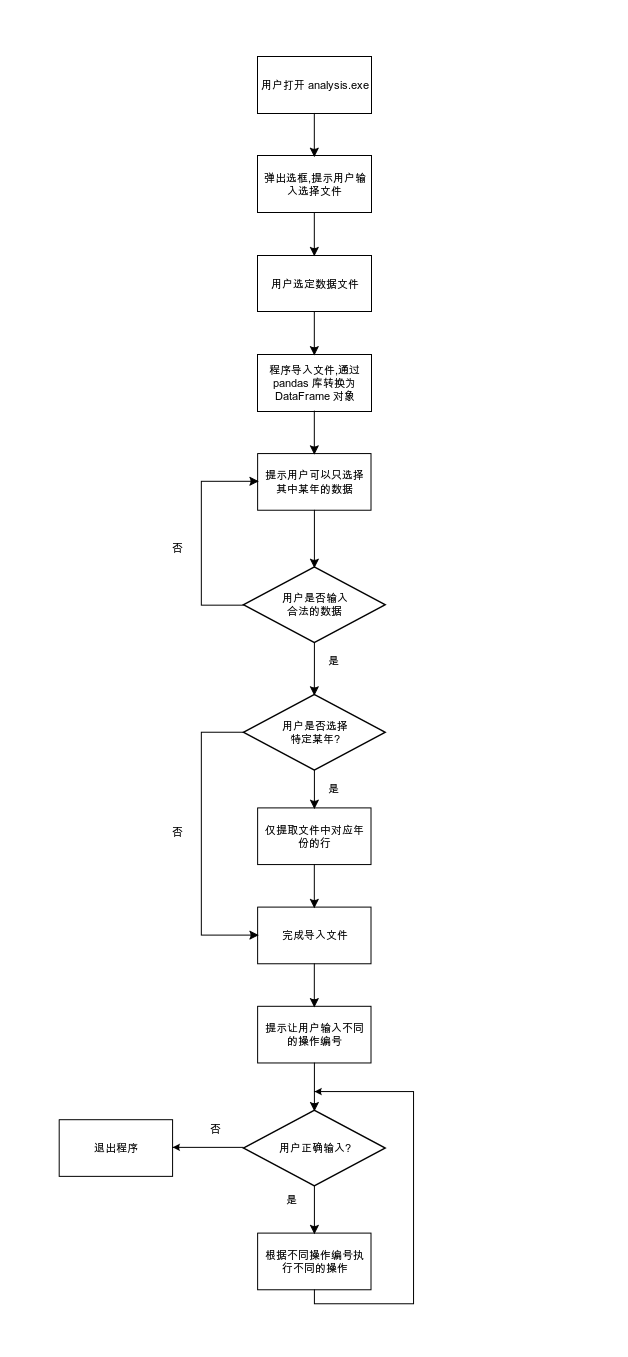 用户打开 analysis.exe
弹出选框,提示用户输
入选择文件
用户选定数据文件
程序导入文件,通过
pandas 库转换为
DataFrame 对象
提示用户可以只选择
其中某年的数据
否
用户是否输入
合法的数据
是
用户是否选择
特定某年?
是
否
仅提取文件中对应年
份的行
完成导入文件
提示让用户输入不同
的操作编号
否
退出程序
用户正确输入?
是
根据不同操作编号执
行不同的操作